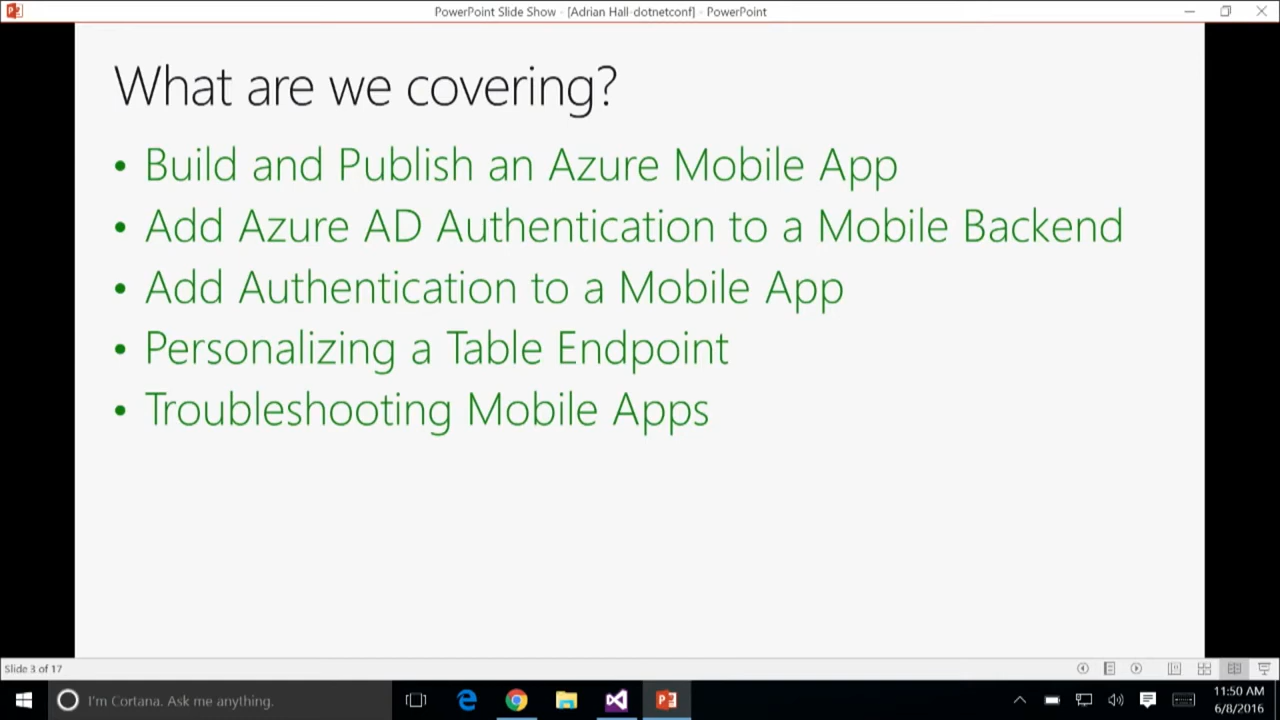 PowerPoint Slide Show - [Adrian Hall-dotnetconf] - PowerPoint
What are we covering?
• Build and Publish an Azure Mobile App
• Add Azure AD Authentication to a Mobile Backend
• Add Authentication to a Mobile App
• Personalizing a Table Endpoint
• Troubleshooting Mobile Apps
Slide 3 of 17
I'm Cortana. Ask me anything.
11:50 AM
6/8/2016